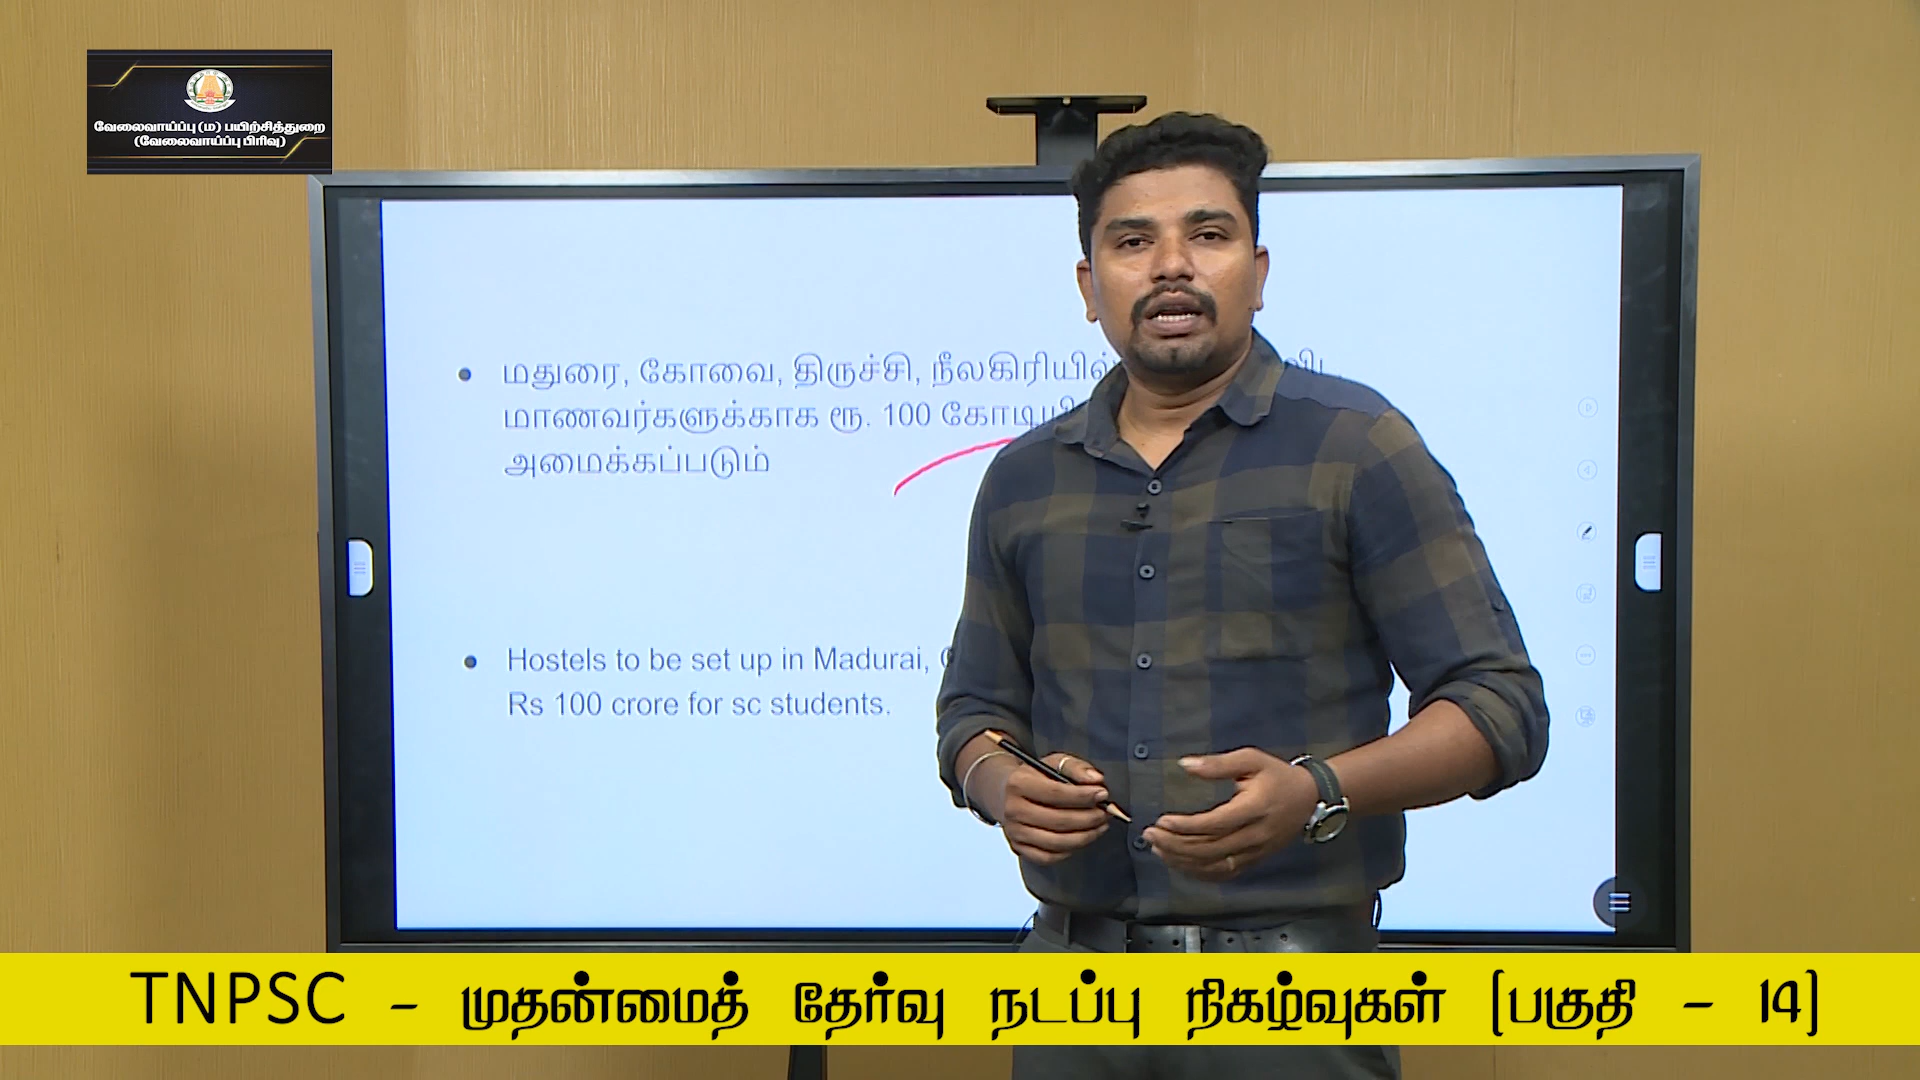 வேலைவாய்ப்பு (ம) பயிற்சித்துறை
(வேலைவாய்ப்பு பிரிவு)
மதுரை, கோவை, திருச்சி, நீலகிரியில்
மாணவர்களுக்காக ரூ. 100
அமைக்கப்படும்
Hostels to be set up in Madurai,
Rs 100 crore for sc students.
TNPSC - முதன்மைத் தேர்வு நடப்பு நிகழ்வுகள் (பகுதி - 14)